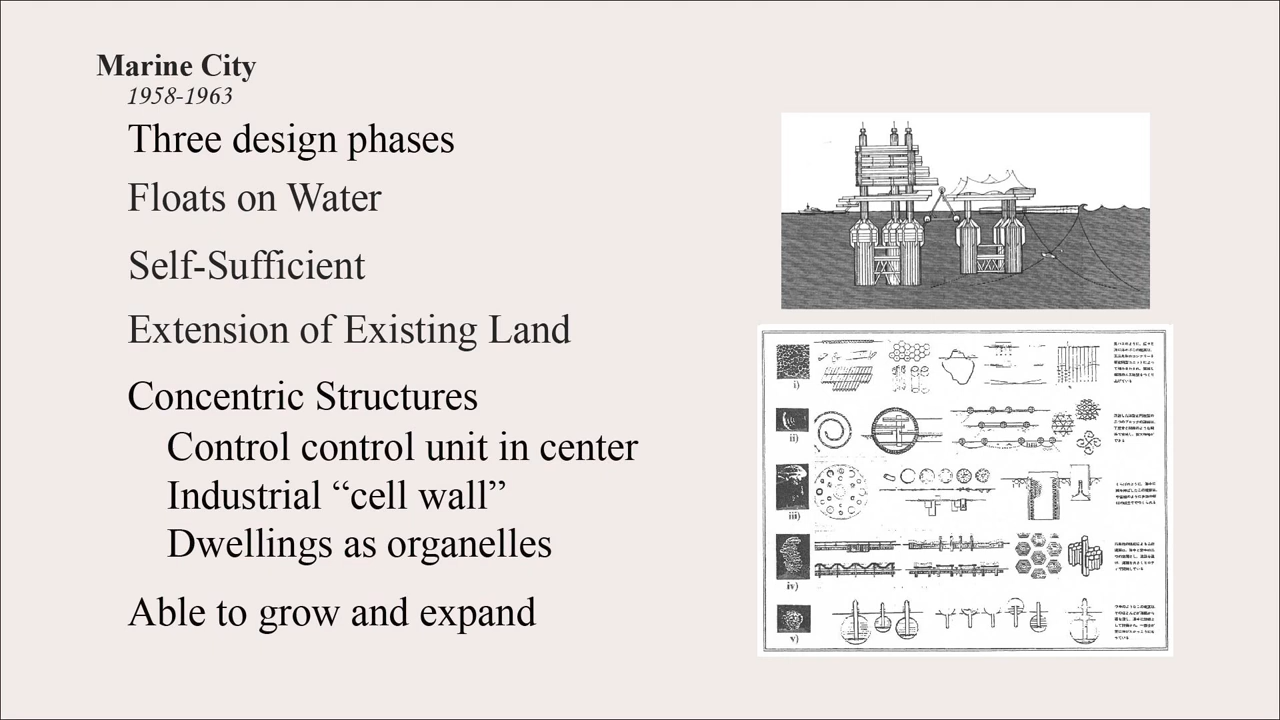 Marine City
1958-1963
Three design phases
Floats on Water
Self-Sufficient
Extension of Existing Land
Concentric Structures
Control control unit in center
Industrial “cell wall”
Dwellings as organelles
Able to grow and expand
i)
ii)
iii)
iv)
v)